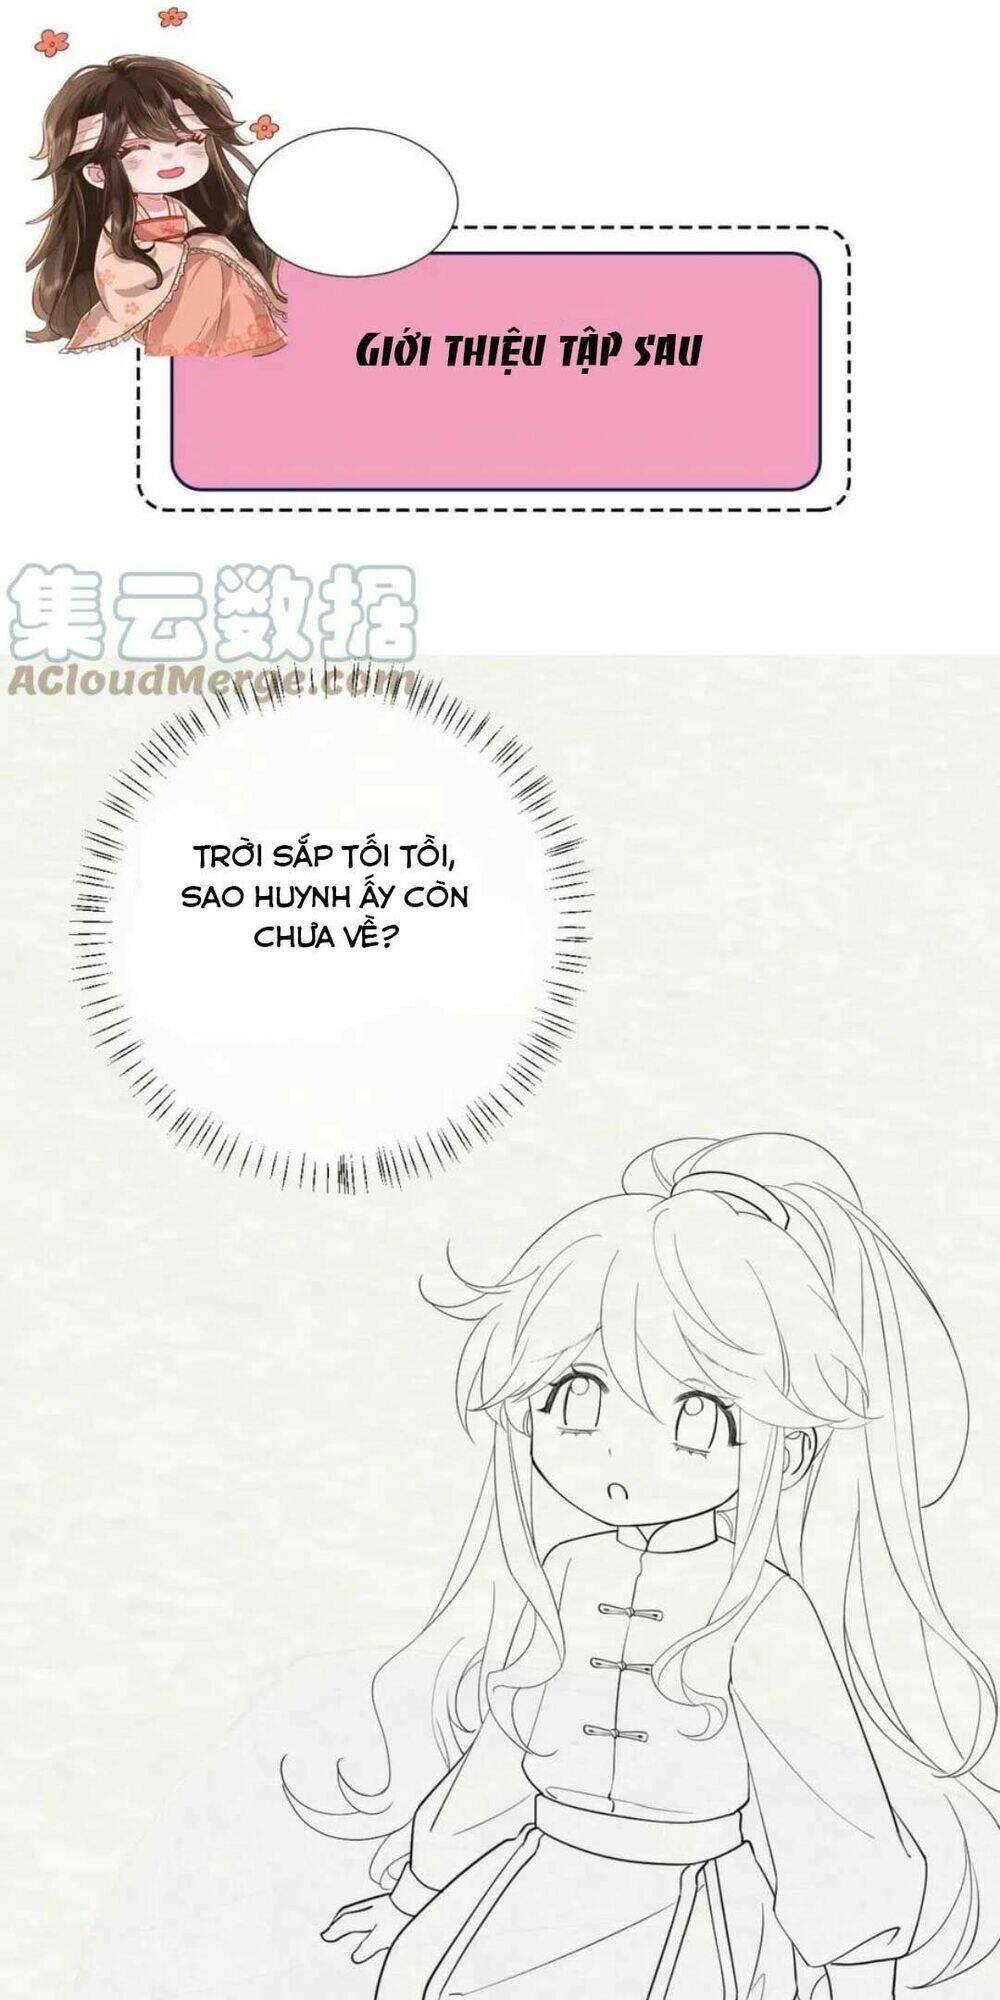 GIỚI THIỆU TẬP SAU
集云数据
ACloudMerge.com
TRỜI SẮP TỐI TỒI,
SAO HUYNH ẤY CÒN
CHƯA VỀ?